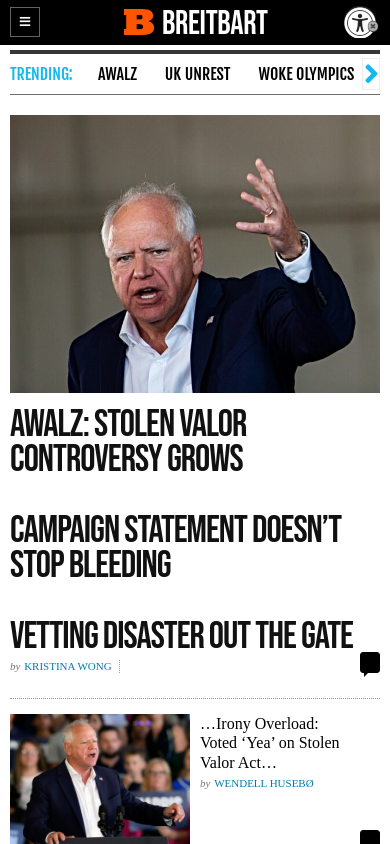 BREITBART
TRENDING:
AWALZ
UK UNREST
WOKE OLYMPICS
AWALZ: STOLEN VALOR
CONTROVERSY GROWS
CAMPAIGN STATEMENT DOESN’T
STOP BLEEDING
VETTING DISASTER OUT THE GATE
by KRISTINA WONG
…Irony Overload:
Voted ‘Yea’ on Stolen
Valor Act…
by WENDELL HUSEBØ